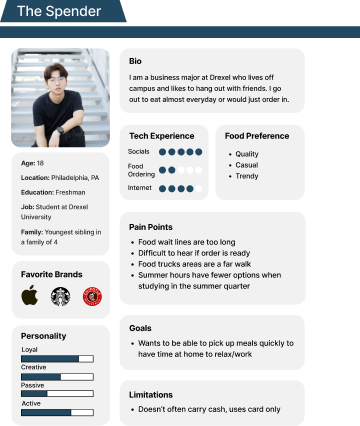 The Spender
Bio
I am a business major at Drexel who lives off
campus and likes to hang out with friends. I go
out to eat almost everyday or would just order in.
Age: 18
Location: Philadelphia, PA
Education: Freshman
Job: Student at Drexel
University
Family: Youngest sibling in
a family of 4
Tech Experience
Socials
Food
Ordering
Internet
Food Preference
• Quality
• Casual
• Trendy
Pain Points
• Food wait lines are too long
• Difficult to hear if order is ready
• Food trucks areas are a far walk
• Summer hours have fewer options when
studying in the summer quarter
Favorite Brands
Personality
Loyal
Creative
Passive
Active
Goals
• Wants to be able to pick up meals quickly to
have time at home to relax/work
Limitations
• Doesn't often carry cash, uses card only